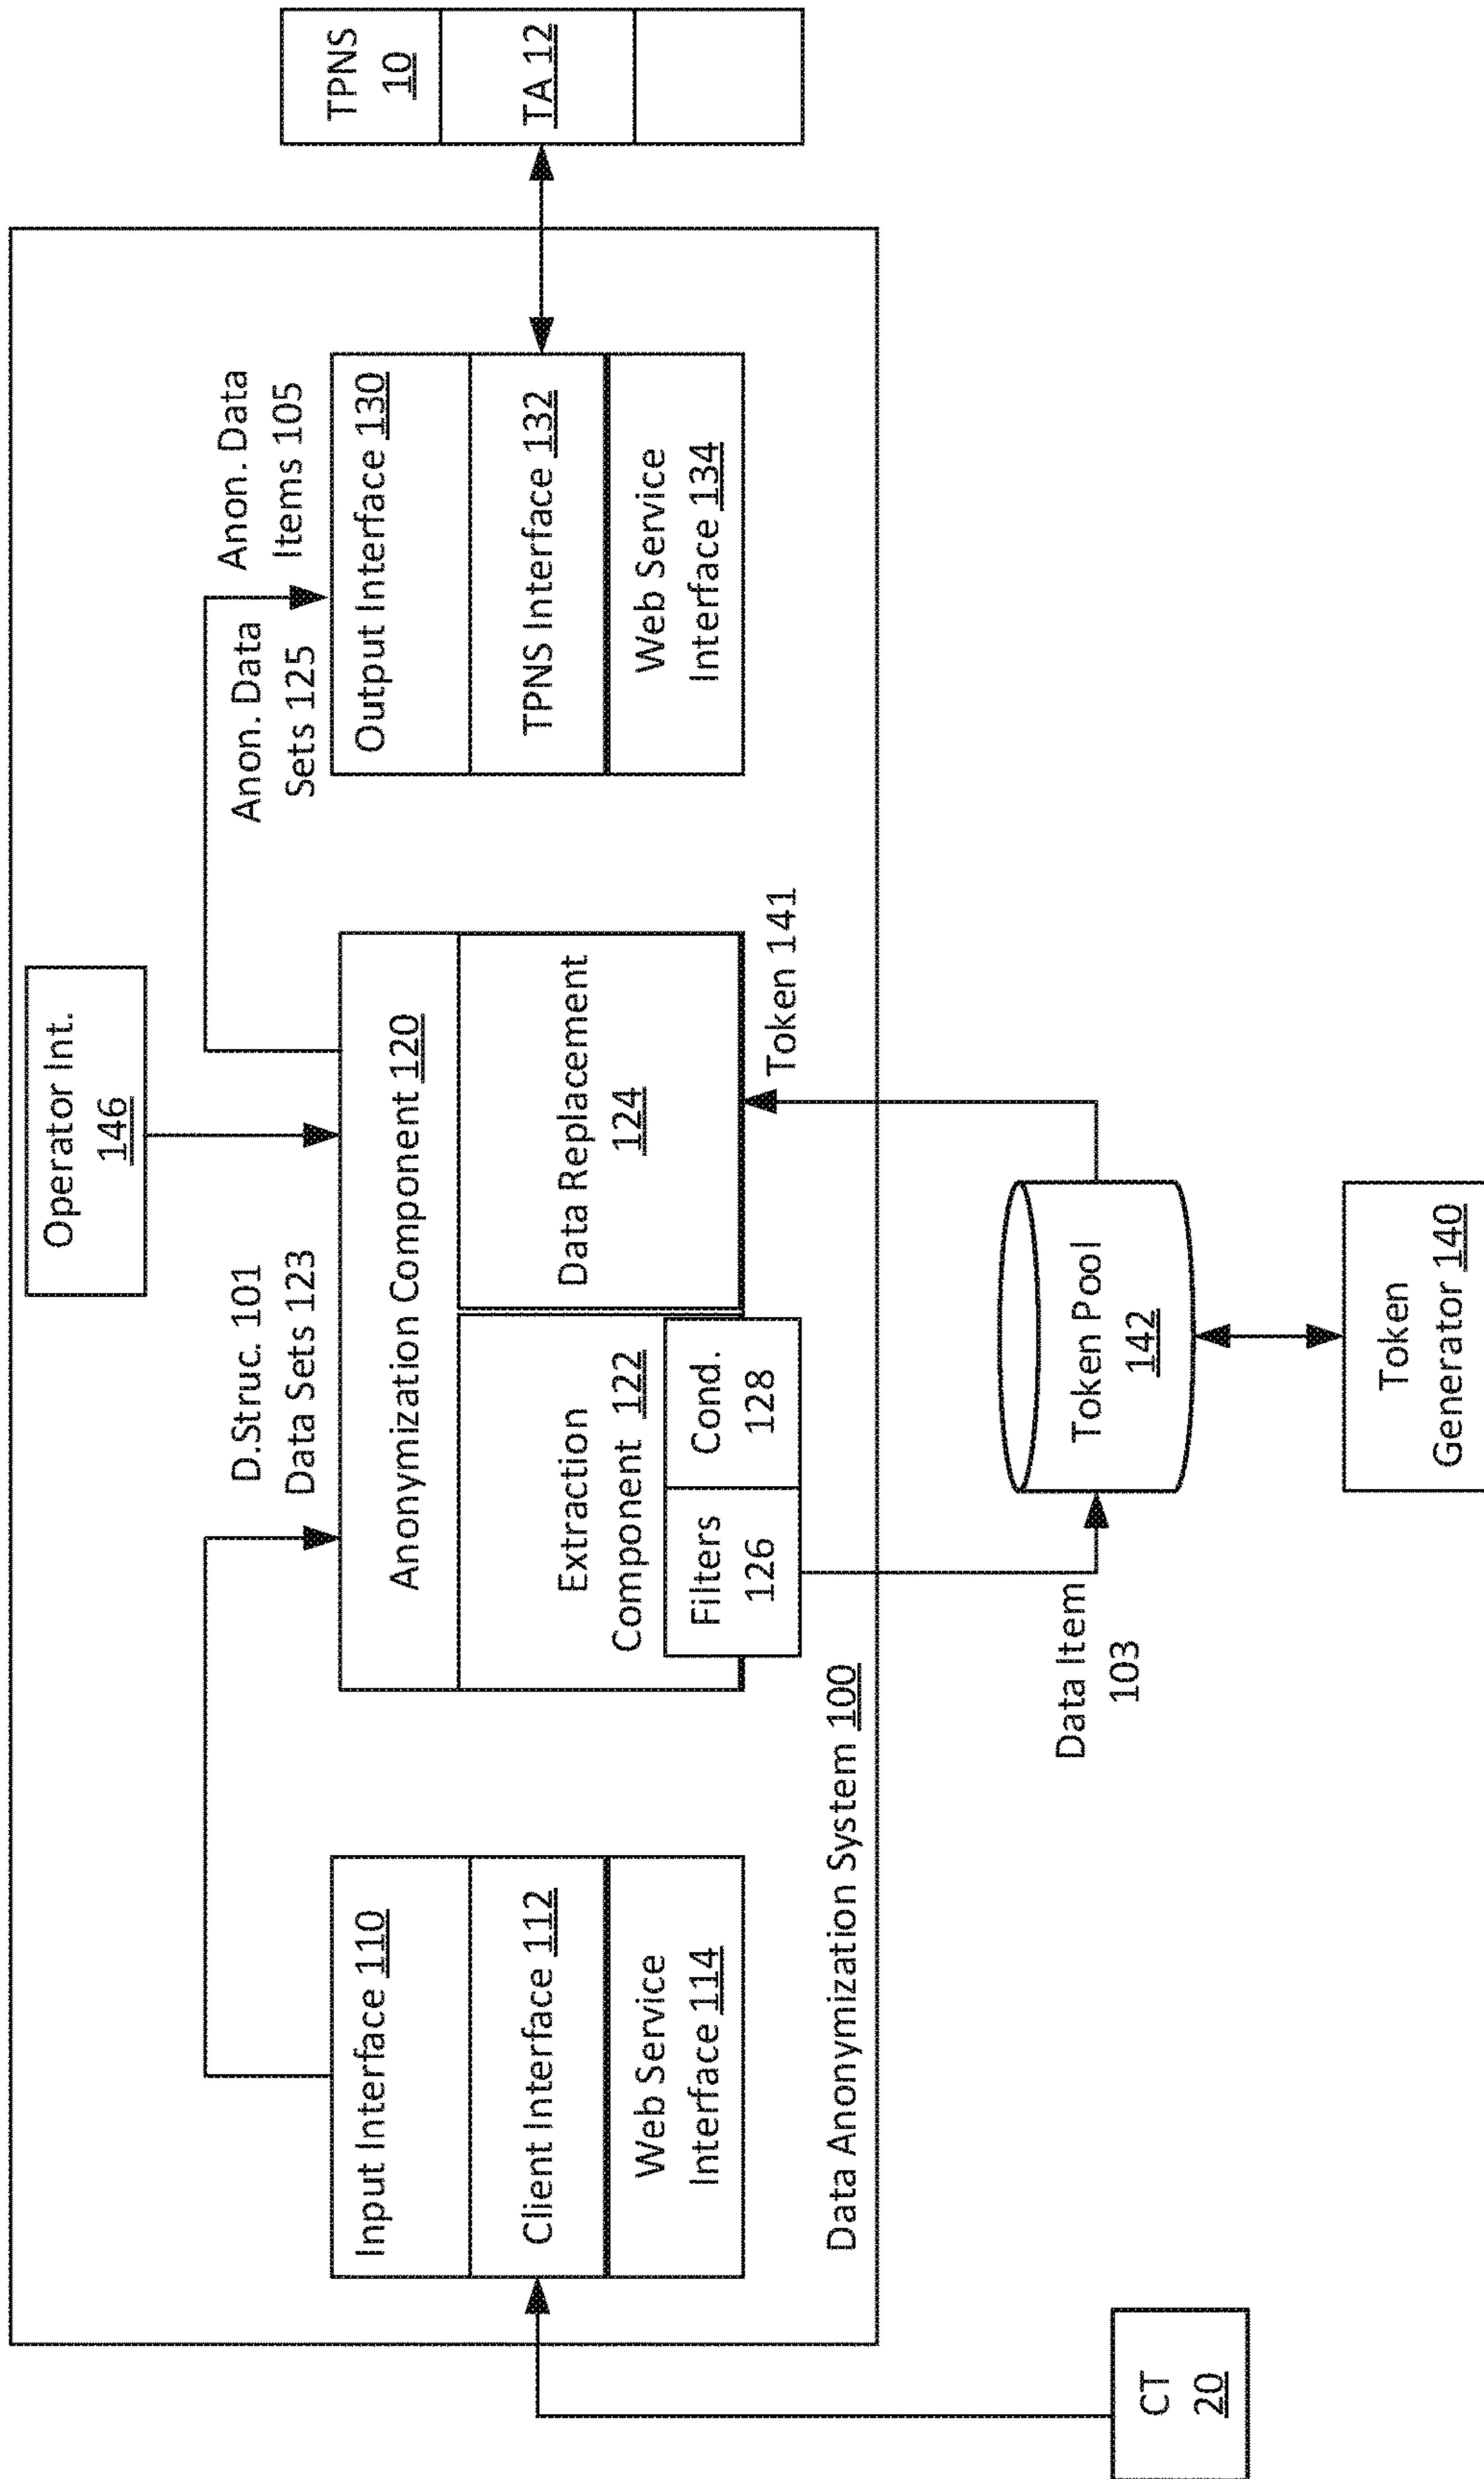 Operator Int.
146
D.Struc. 101
Data Sets 123
Anon. Data
Sets 125
Anon. Data
Items 105
Input Interface 110
Client Interface 112
Web Service
Interface 114
Anonymization Component 120
Extraction
Component 122
Filters
126
Cond.
128
Data Replacement
124
Output Interface 130
TPNS Interface 132
Web Service
Interface 134
TPNS
10
TA 12
Data Anonymization System 100
Token 141
CT
20
Data Item
103
Token Pool
142
Token
Generator 140